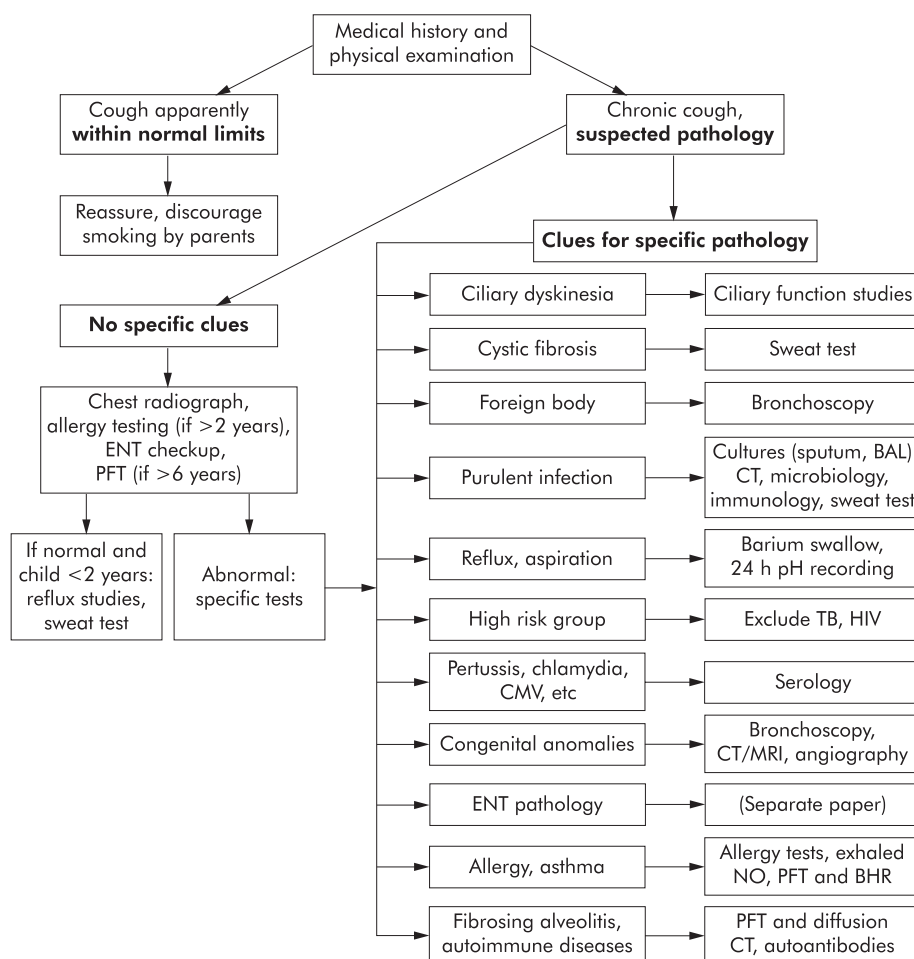 Medical history and
physical examination
Cough apparently
within normal limits
Chronic cough,
suspected pathology
Reassure, discourage
smoking by parents
Clues for specific pathology
No specific clues
Chest radiograph,
allergy testing (if >2 years),
ENT checkup,
PFT (if >6 years)
If normal and
child <2 years:
reflux studies,
sweat test
Abnormal:
specific tests
Ciliary dyskinesia
Ciliary function studies
Cystic fibrosis
Sweat test
Foreign body
Bronchoscopy
Purulent infection
Cultures (sputum, BAL)
CT, microbiology,
immunology, sweat test
Reflux, aspiration
Barium swallow,
24 h pH recording
High risk group
Exclude TB, HIV
Pertussis, chlamydia,
CMV, etc
Serology
Congenital anomalies
Bronchoscopy,
CT/MRI, angiography
ENT pathology
(Separate paper)
Allergy, asthma
Allergy tests, exhaled
NO, PFT and BHR
Fibrosing alveolitis,
autoimmune diseases
PFT and diffusion
CT, autoantibodies